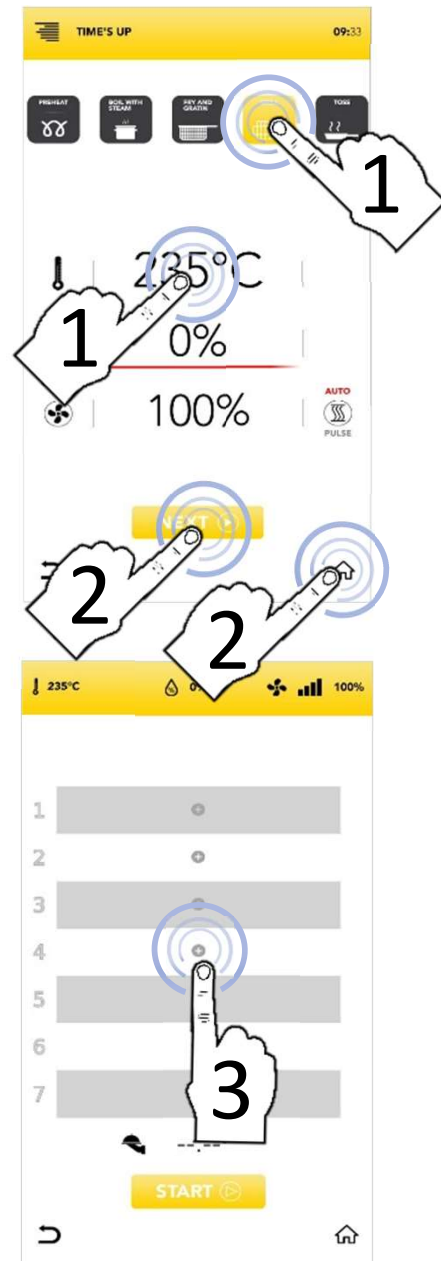 TIME'S UP 09:33
PREHEAT BOIL WITH STEAM FRY AND GRATIN TOSS
1
235°C
1
0%
100% AUTO
PULSE
NEXT
2
2
235°C 100%
1
2
3
4
5
6
7
3
START